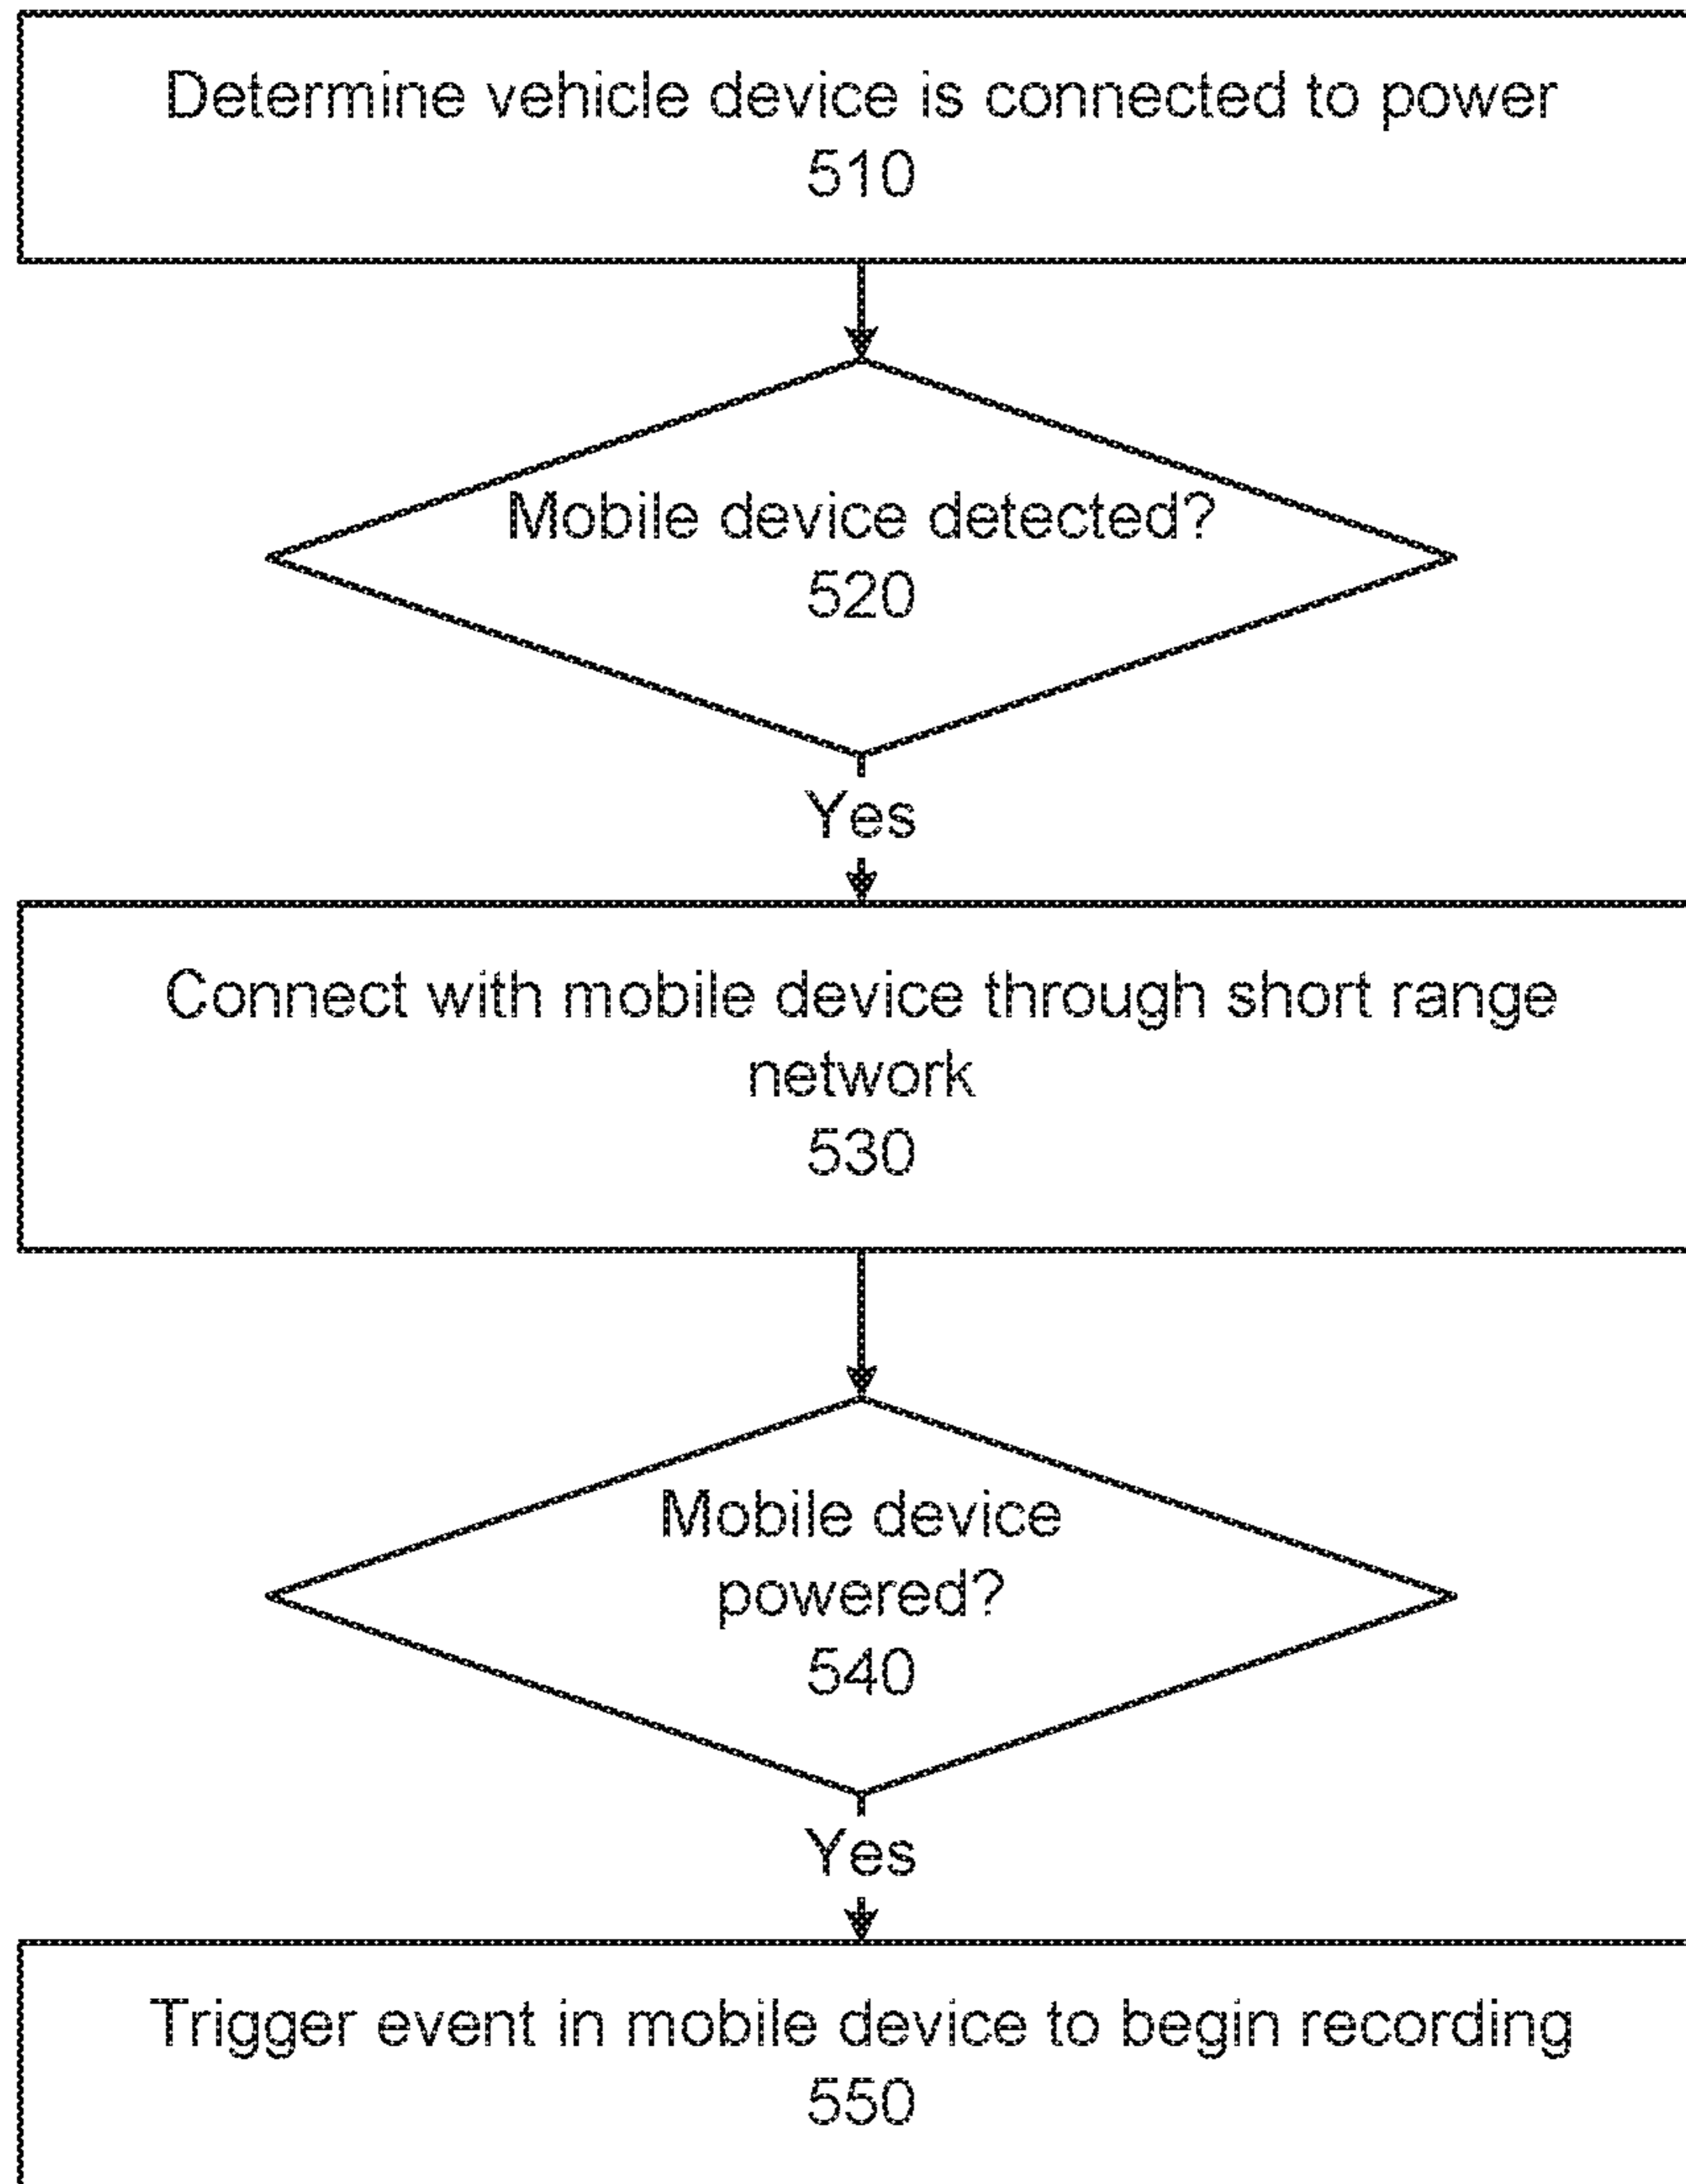 Determine vehicle device is connected to power
510
Mobile device detected?
520
Yes
Connect with mobile device through short range
network
530
Mobile device
powered?
540
Yes
Trigger event in mobile device to begin recording
550